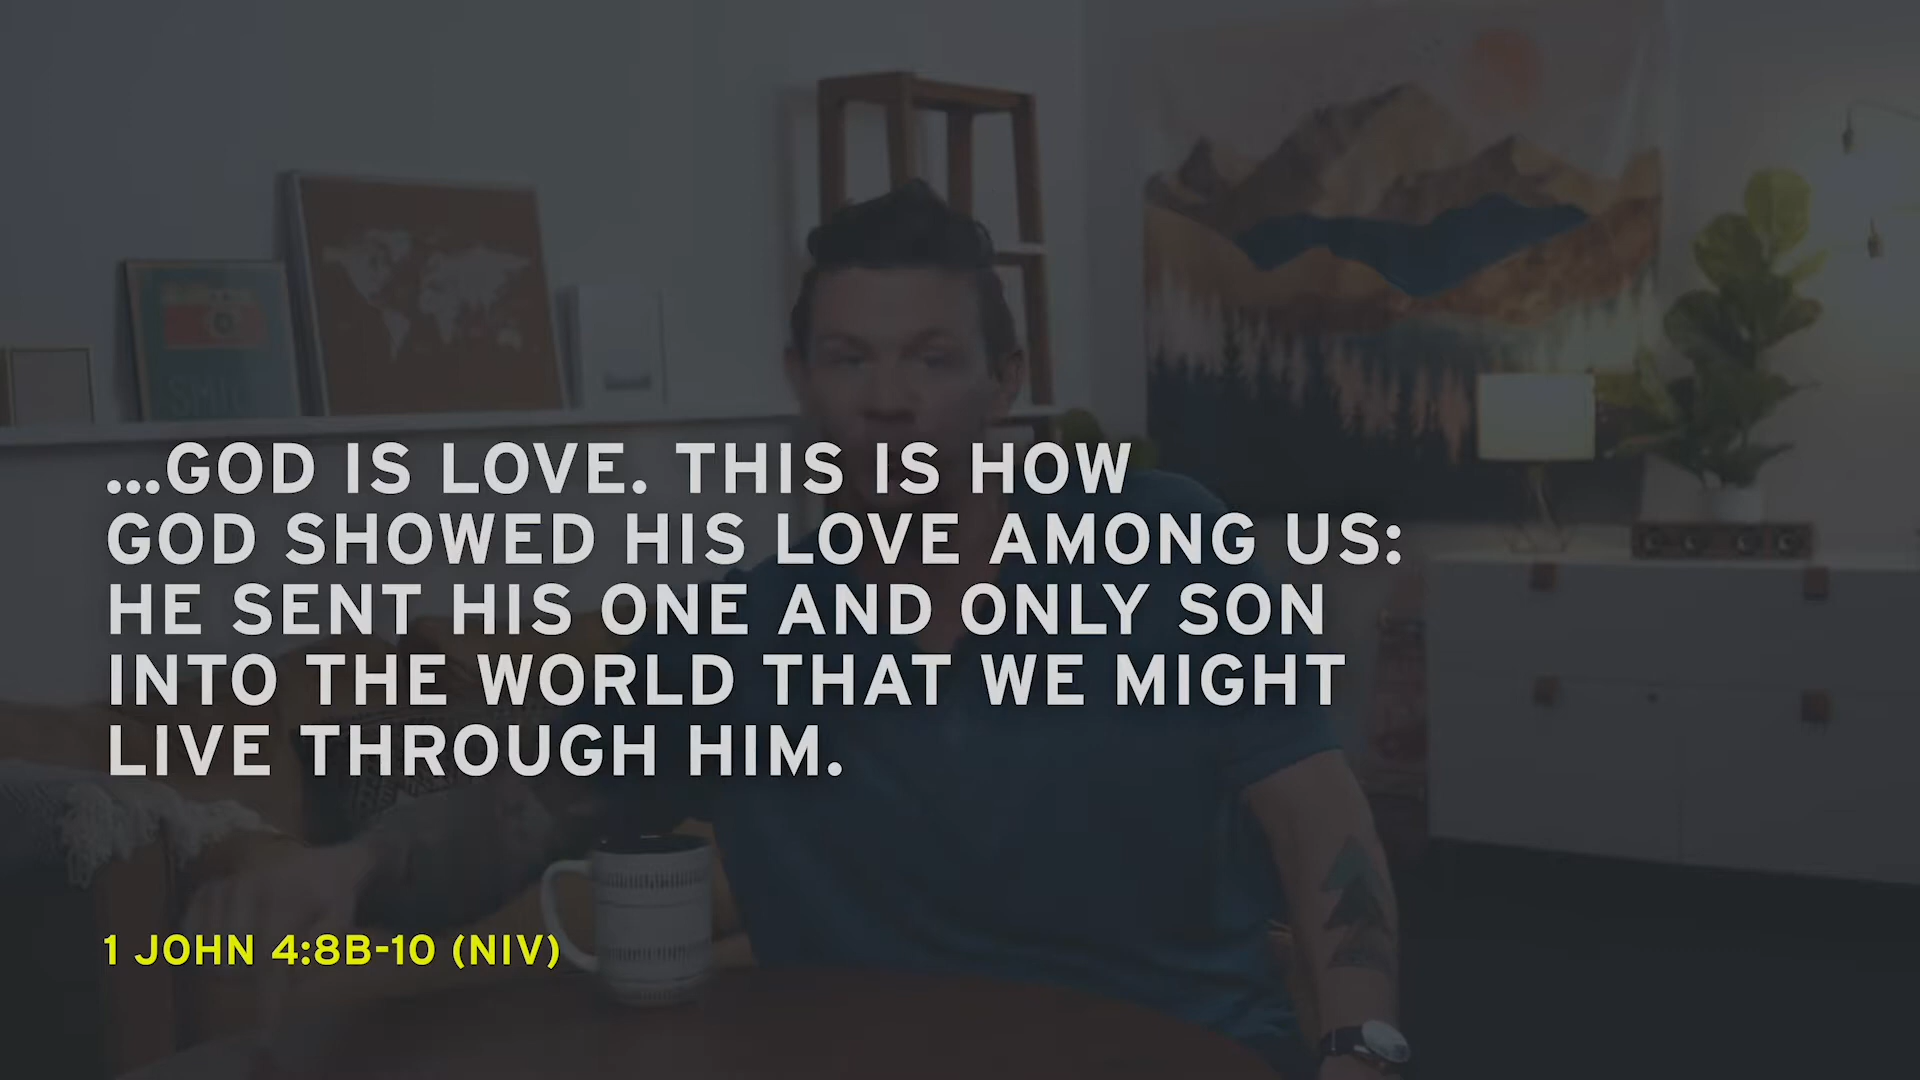 ...GOD IS LOVE. THIS IS HOW
GOD SHOWED HIS LOVE AMONG US:
HE SENT HIS ONE AND ONLY SON
INTO THE WORLD THAT WE MIGHT
LIVE THROUGH HIM.
1 JOHN 4:8B-10 (NIV)